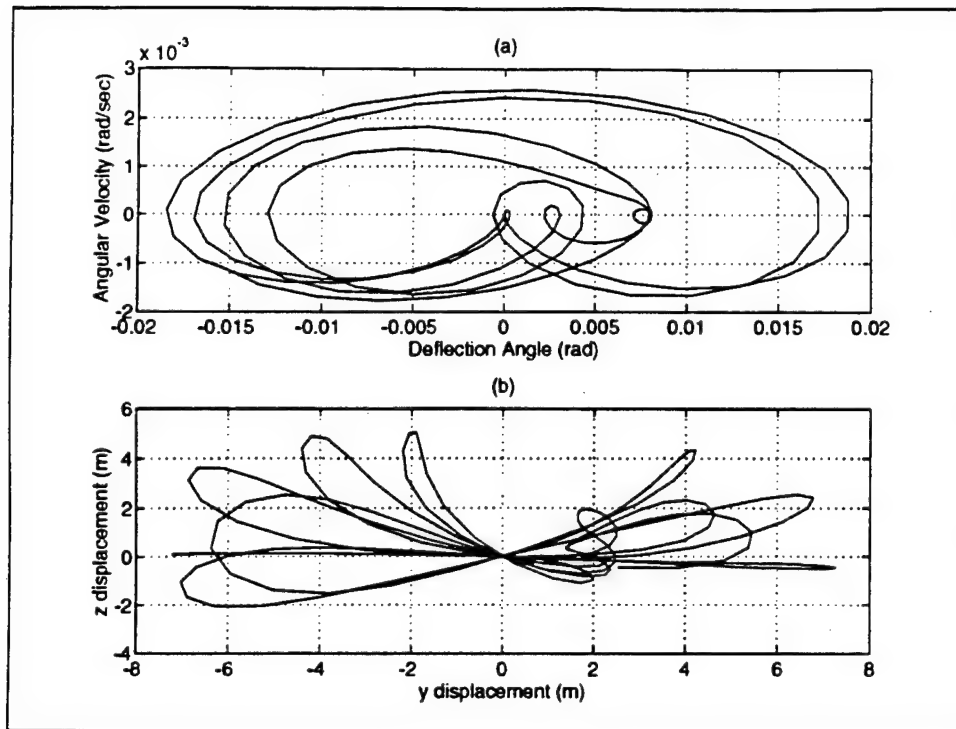 (a)
x 10⁻³
3
2
1
0
-1
-2
Angular Velocity (rad/sec)
-0.02 -0.015 -0.01 -0.005 0 0.005 0.01 0.015 0.02
Deflection Angle (rad)
(b)
6
4
2
0
-2
-4
z displacement (m)
-8 -6 -4 -2 0 2 4 6 8
y displacement (m)